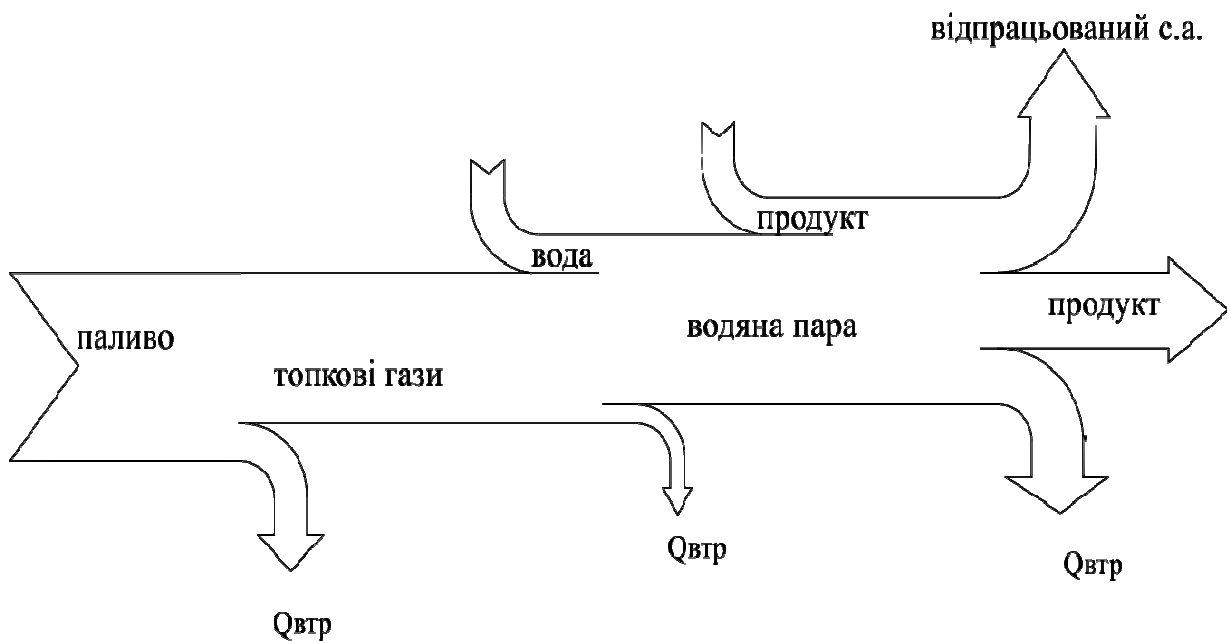 відпрацьований с.а.
продукт
вода
продукт
паливо
водяна пара
топкові гази
Qвтр
Qвтр
Qвтр